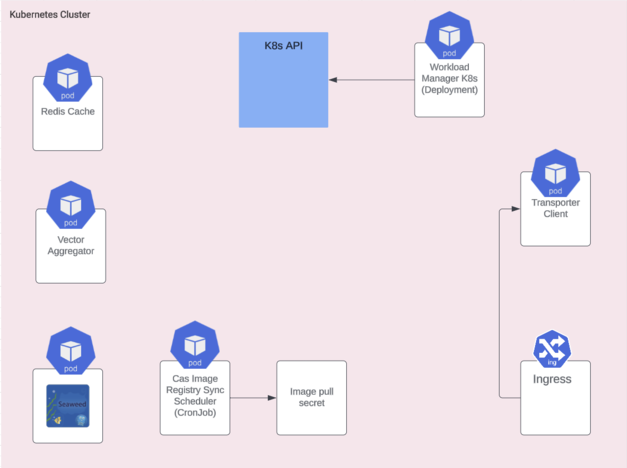 Kubernetes Cluster
K8s API
pod
Workload
Manager K8s
(Deployment)
pod
Redis Cache
pod
Transporter
Client
pod
Vector
Aggregator
pod
Seaweed
pod
Cas Image
Registry Sync
Scheduler
(CronJob)
Image pull
secret
ing
Ingress